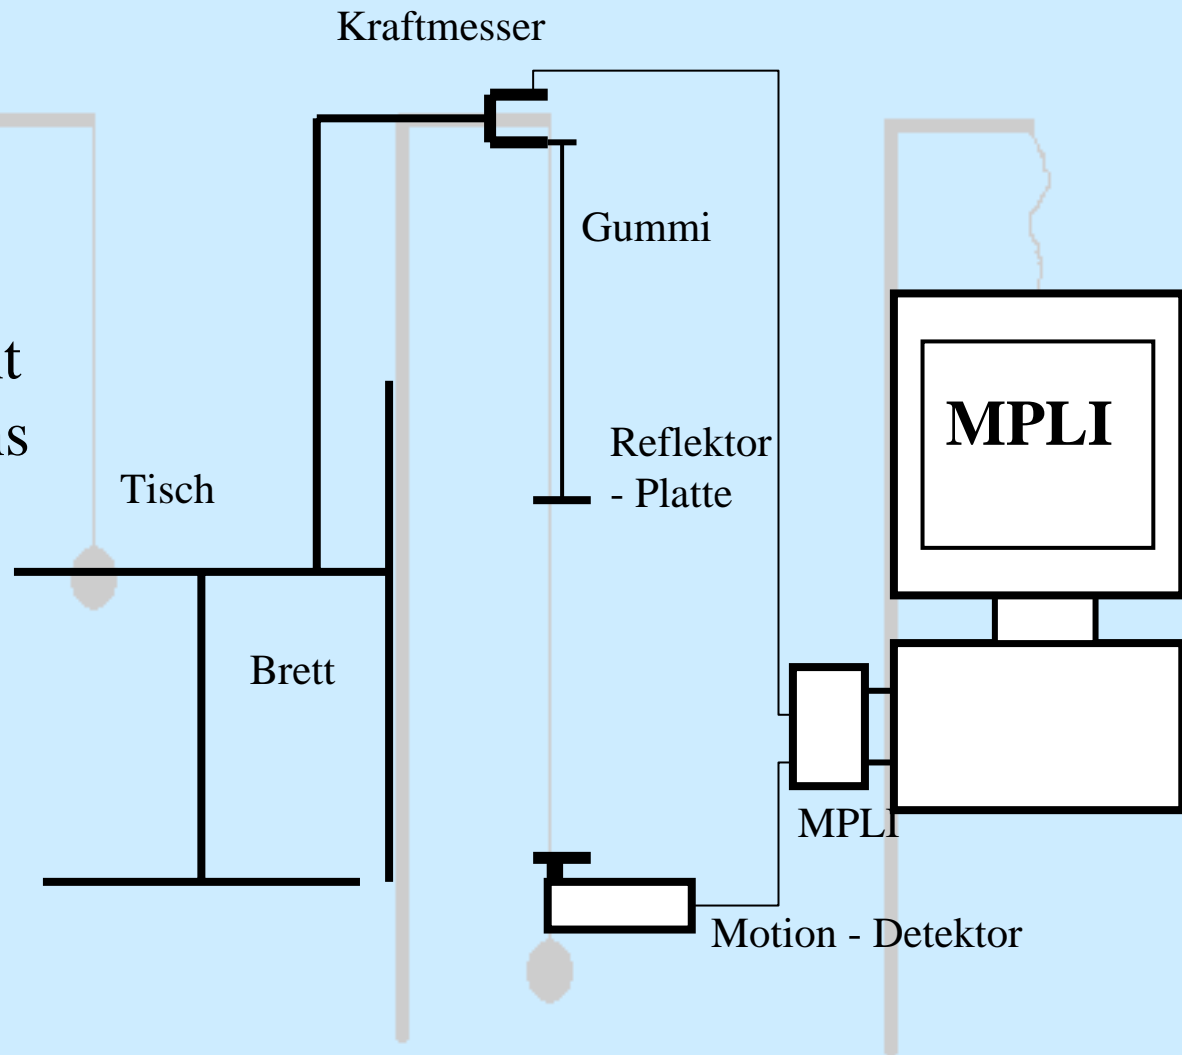 Kraftmesser
Gummi
MPLI
Reflektor
- Platte
Tisch
Brett
MPLI
Motion - Detektor